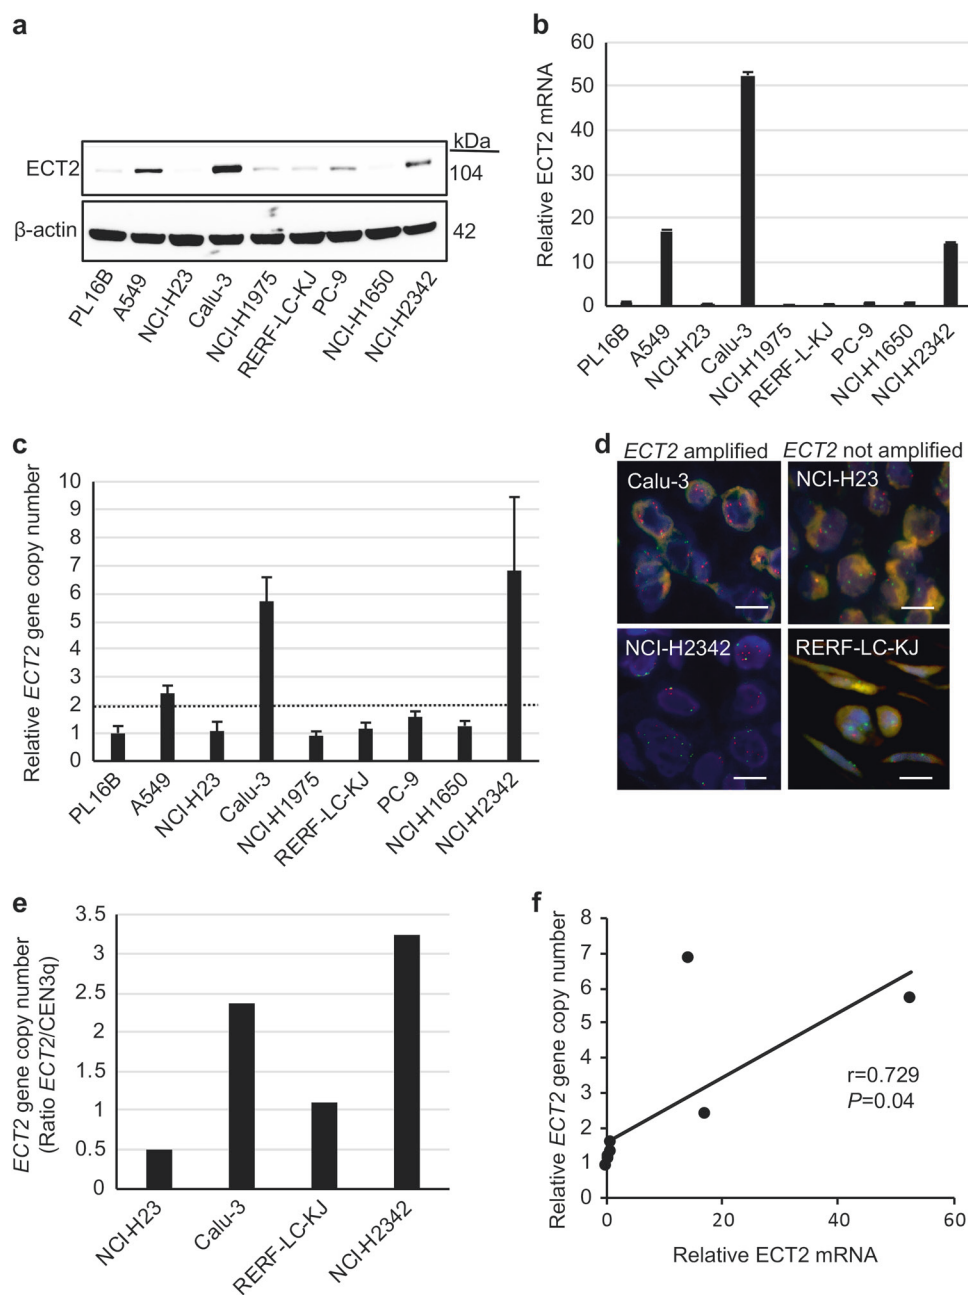 a
kDa
ECT2
104
β-actin
42
PL16B
A549
NCI-H23
Calu-3
NCI-H1975
RERF-LC-KJ
PC-9
NCI-H1650
NCI-H2342
b
Relative ECT2 mRNA
60
50
40
30
20
10
0
PL16B
A549
NCI-H23
Calu-3
NCI-H1975
RERF-L-KJ
PC-9
NCI-H1650
NCI-H2342
c
Relative ECT2 gene copy number
10
9
8
7
6
5
4
3
2
1
0
PL16B
A549
NCI-H23
Calu-3
NCI-H1975
RERF-LC-KJ
PC-9
NCI-H1650
NCI-H2342
d
ECT2 amplified
ECT2 not amplified
Calu-3
NCI-H23
NCI-H2342
RERF-LC-KJ
e
ECT2 gene copy number
(Ratio ECT2/CEN3q)
3.5
3
2.5
2
1.5
1
0.5
0
NCI-H23
Calu-3
RERF-LC-KJ
NCI-H2342
f
Relative ECT2 gene copy number
8
7
6
5
4
3
2
1
0
r=0.729
P=0.04
0
20
40
60
Relative ECT2 mRNA